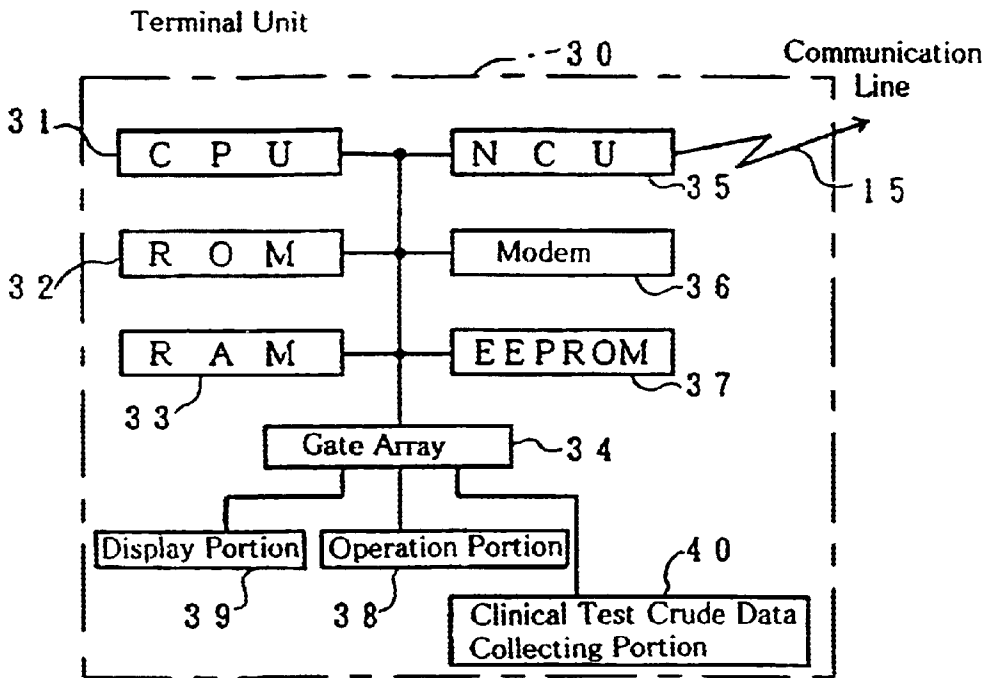 Terminal Unit
30
Communication
Line
31
CPU
NCU
35
15
32
ROM
Modem
36
RAM
33
EEPROM
37
Gate Array
34
Display Portion
39
Operation Portion
38
40
Clinical Test Crude Data
Collecting Portion